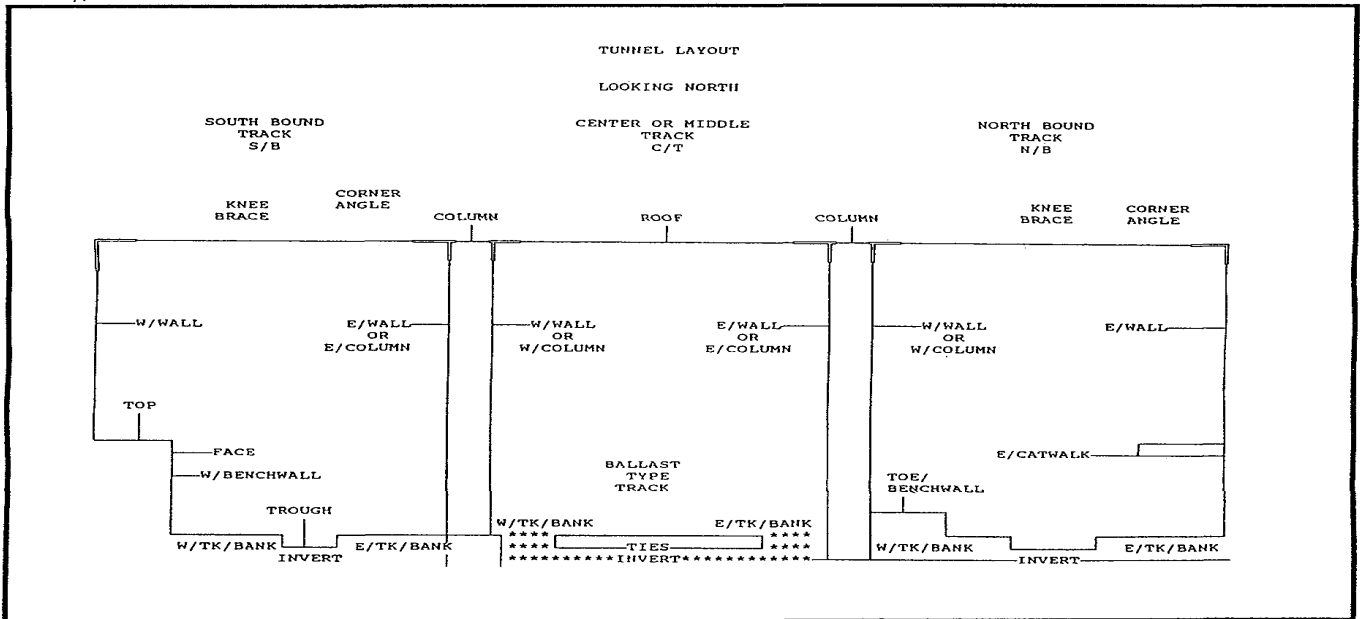 TUNNEL LAYOUT
LOOKING NORTH
SOUTH BOUND
TRACK
S/B
CENTER OR MIDDLE
TRACK
C/T
NORTH BOUND
TRACK
N/B
KNEE
BRACE
CORNER
ANGLE
COLUMN
ROOF
COLUMN
KNEE
BRACE
CORNER
ANGLE
W/WALL
E/WALL
OR
E/COLUMN
W/WALL
OR
W/COLUMN
E/WALL
OR
E/COLUMN
W/WALL
OR
W/COLUMN
E/WALL
TOP
FACE
W/BENCHWALL
TROUGH
W/TK/BANK
INVERT
E/TK/BANK
BALLAST
TYPE
TRACK
W/TK/BANK
E/TK/BANK
TIES
INVERT
E/CATWALK
TOE/
BENCHWALL
W/TK/BANK
INVERT
E/TK/BANK